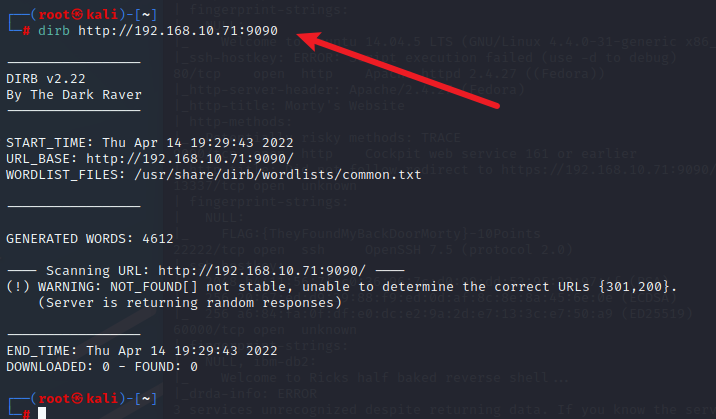 ┌──(root㉿kali)-[~]
└─# dirb http://192.168.10.71:9090
-----------------
DIRB v2.22
By The Dark Raver
-----------------
START_TIME: Thu Apr 14 19:29:43 2022
URL_BASE: http://192.168.10.71:9090/
WORDLIST_FILES: /usr/share/dirb/wordlists/common.txt
-----------------
GENERATED WORDS: 4612
---- Scanning URL: http://192.168.10.71:9090/ ----
(!) WARNING: NOT_FOUND[] not stable, unable to determine the correct URLs {301,200}.
(Server is returning random responses)
-----------------
END_TIME: Thu Apr 14 19:29:43 2022
DOWNLOADED: 0 - FOUND: 0
┌──(root㉿kali)-[~]
└─#